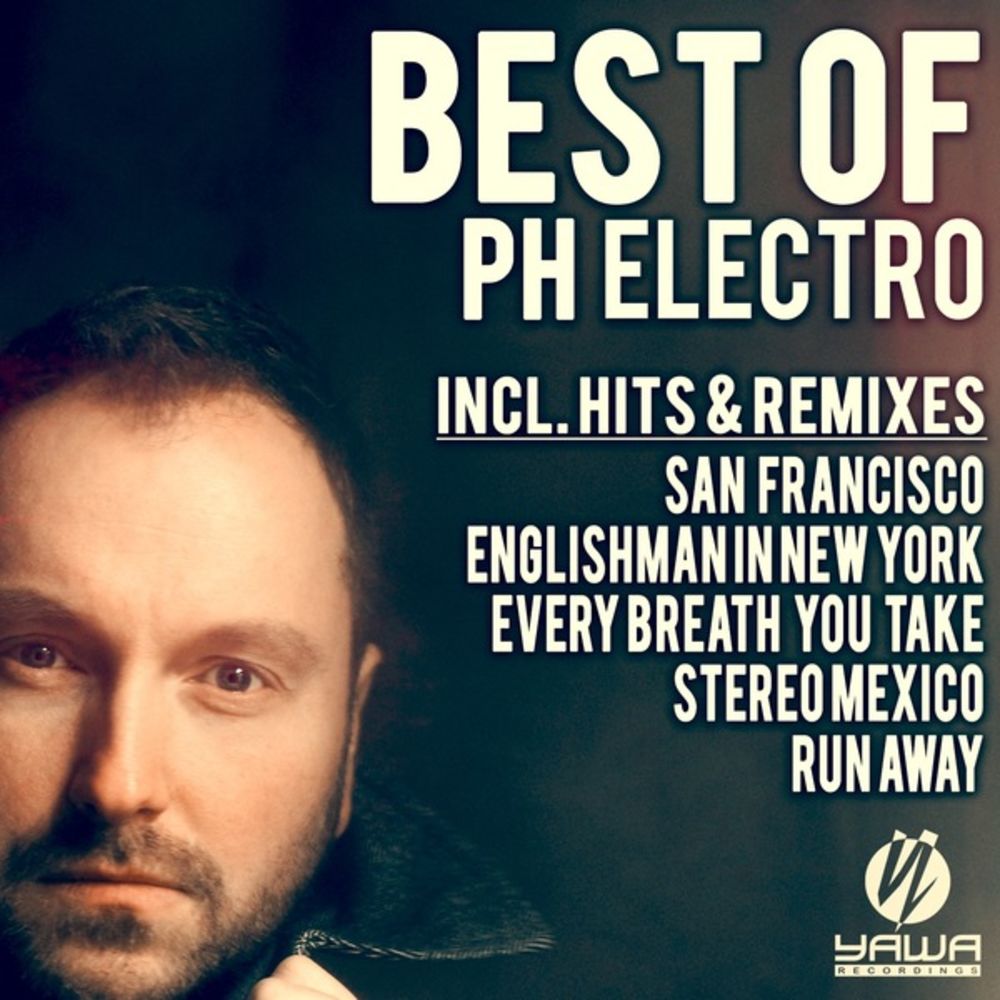 BEST OF
PH ELECTRO
INCL. HITS & REMIXES
SAN FRANCISCO
ENGLISHMAN IN NEW YORK
EVERY BREATH YOU TAKE
STEREO MEXICO
RUN AWAY
YAWA
RECORDINGS